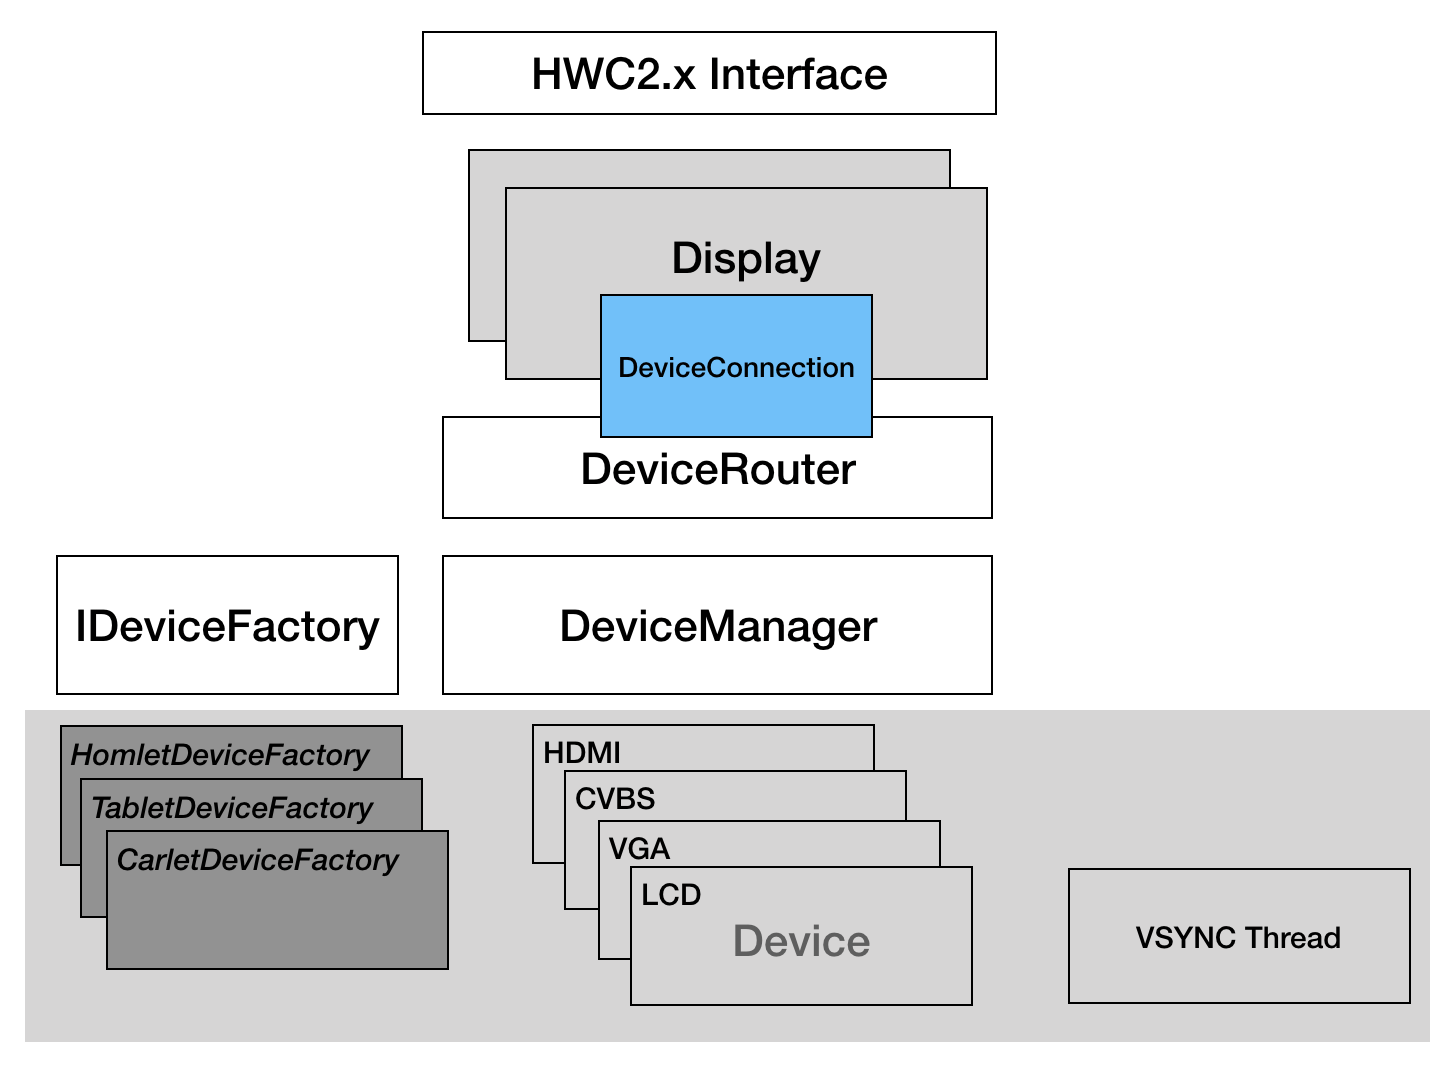 HWC2.x Interface
Display
DeviceConnection
DeviceRouter
IDeviceFactory
DeviceManager
HomletDeviceFactory
TabletDeviceFactory
CarletDeviceFactory
HDMI
CVBS
VGA
LCD
Device
VSYNC Thread